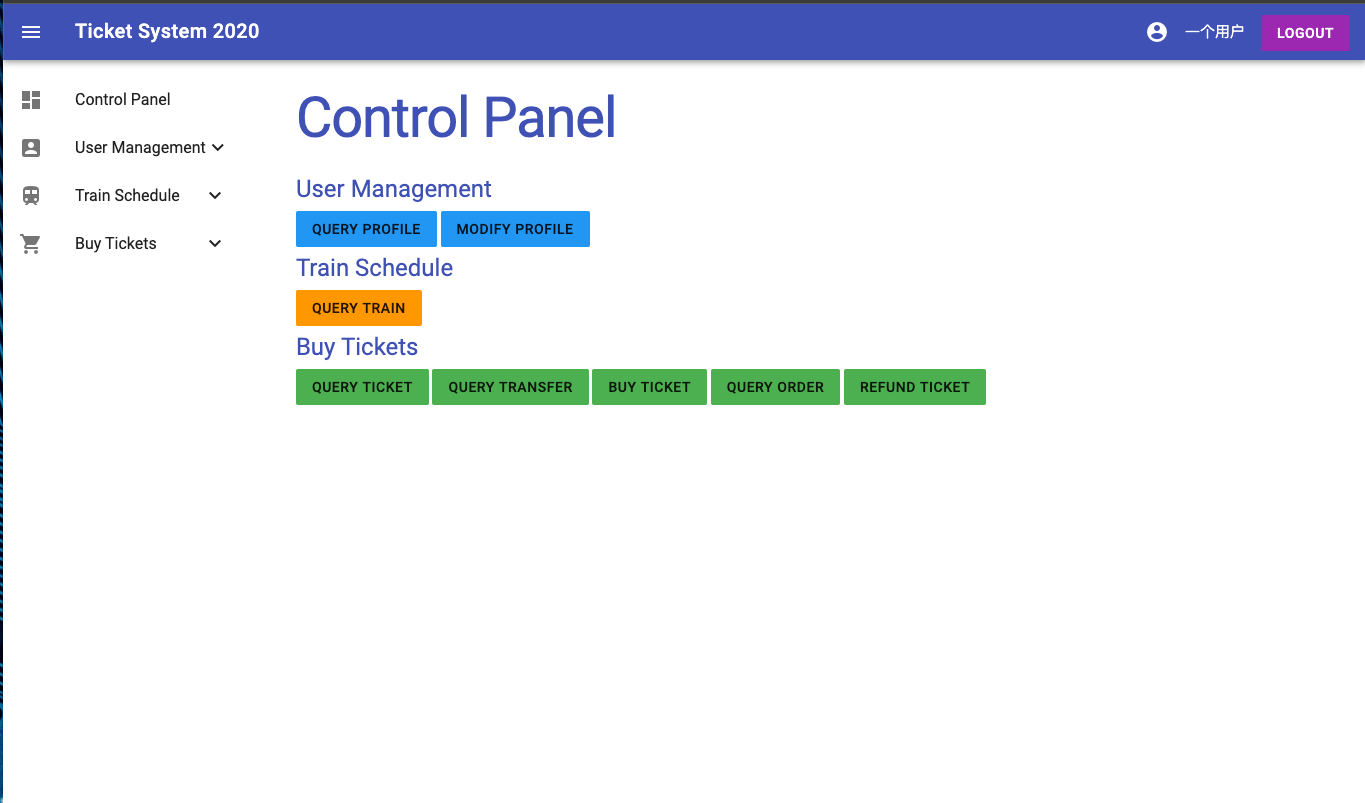 Ticket System 2020 一个用户 LOGOUT
Control Panel
User Management
Train Schedule
Buy Tickets
Control Panel
User Management
QUERY PROFILE MODIFY PROFILE
Train Schedule
QUERY TRAIN
Buy Tickets
QUERY TICKET QUERY TRANSFER BUY TICKET QUERY ORDER REFUND TICKET